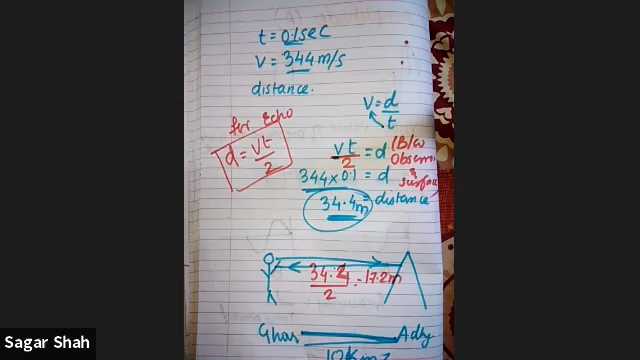 t = 0.1sec
v = 344 m/s
distance.
v = d/t
for Echo
d = vt/2
vt/2 = d (B/w
Observer
&
surface
344 x 0.1 = d
34.4m = distance
34.4/2 = 17.2m
Ghar Ady
10km
Sagar Shah